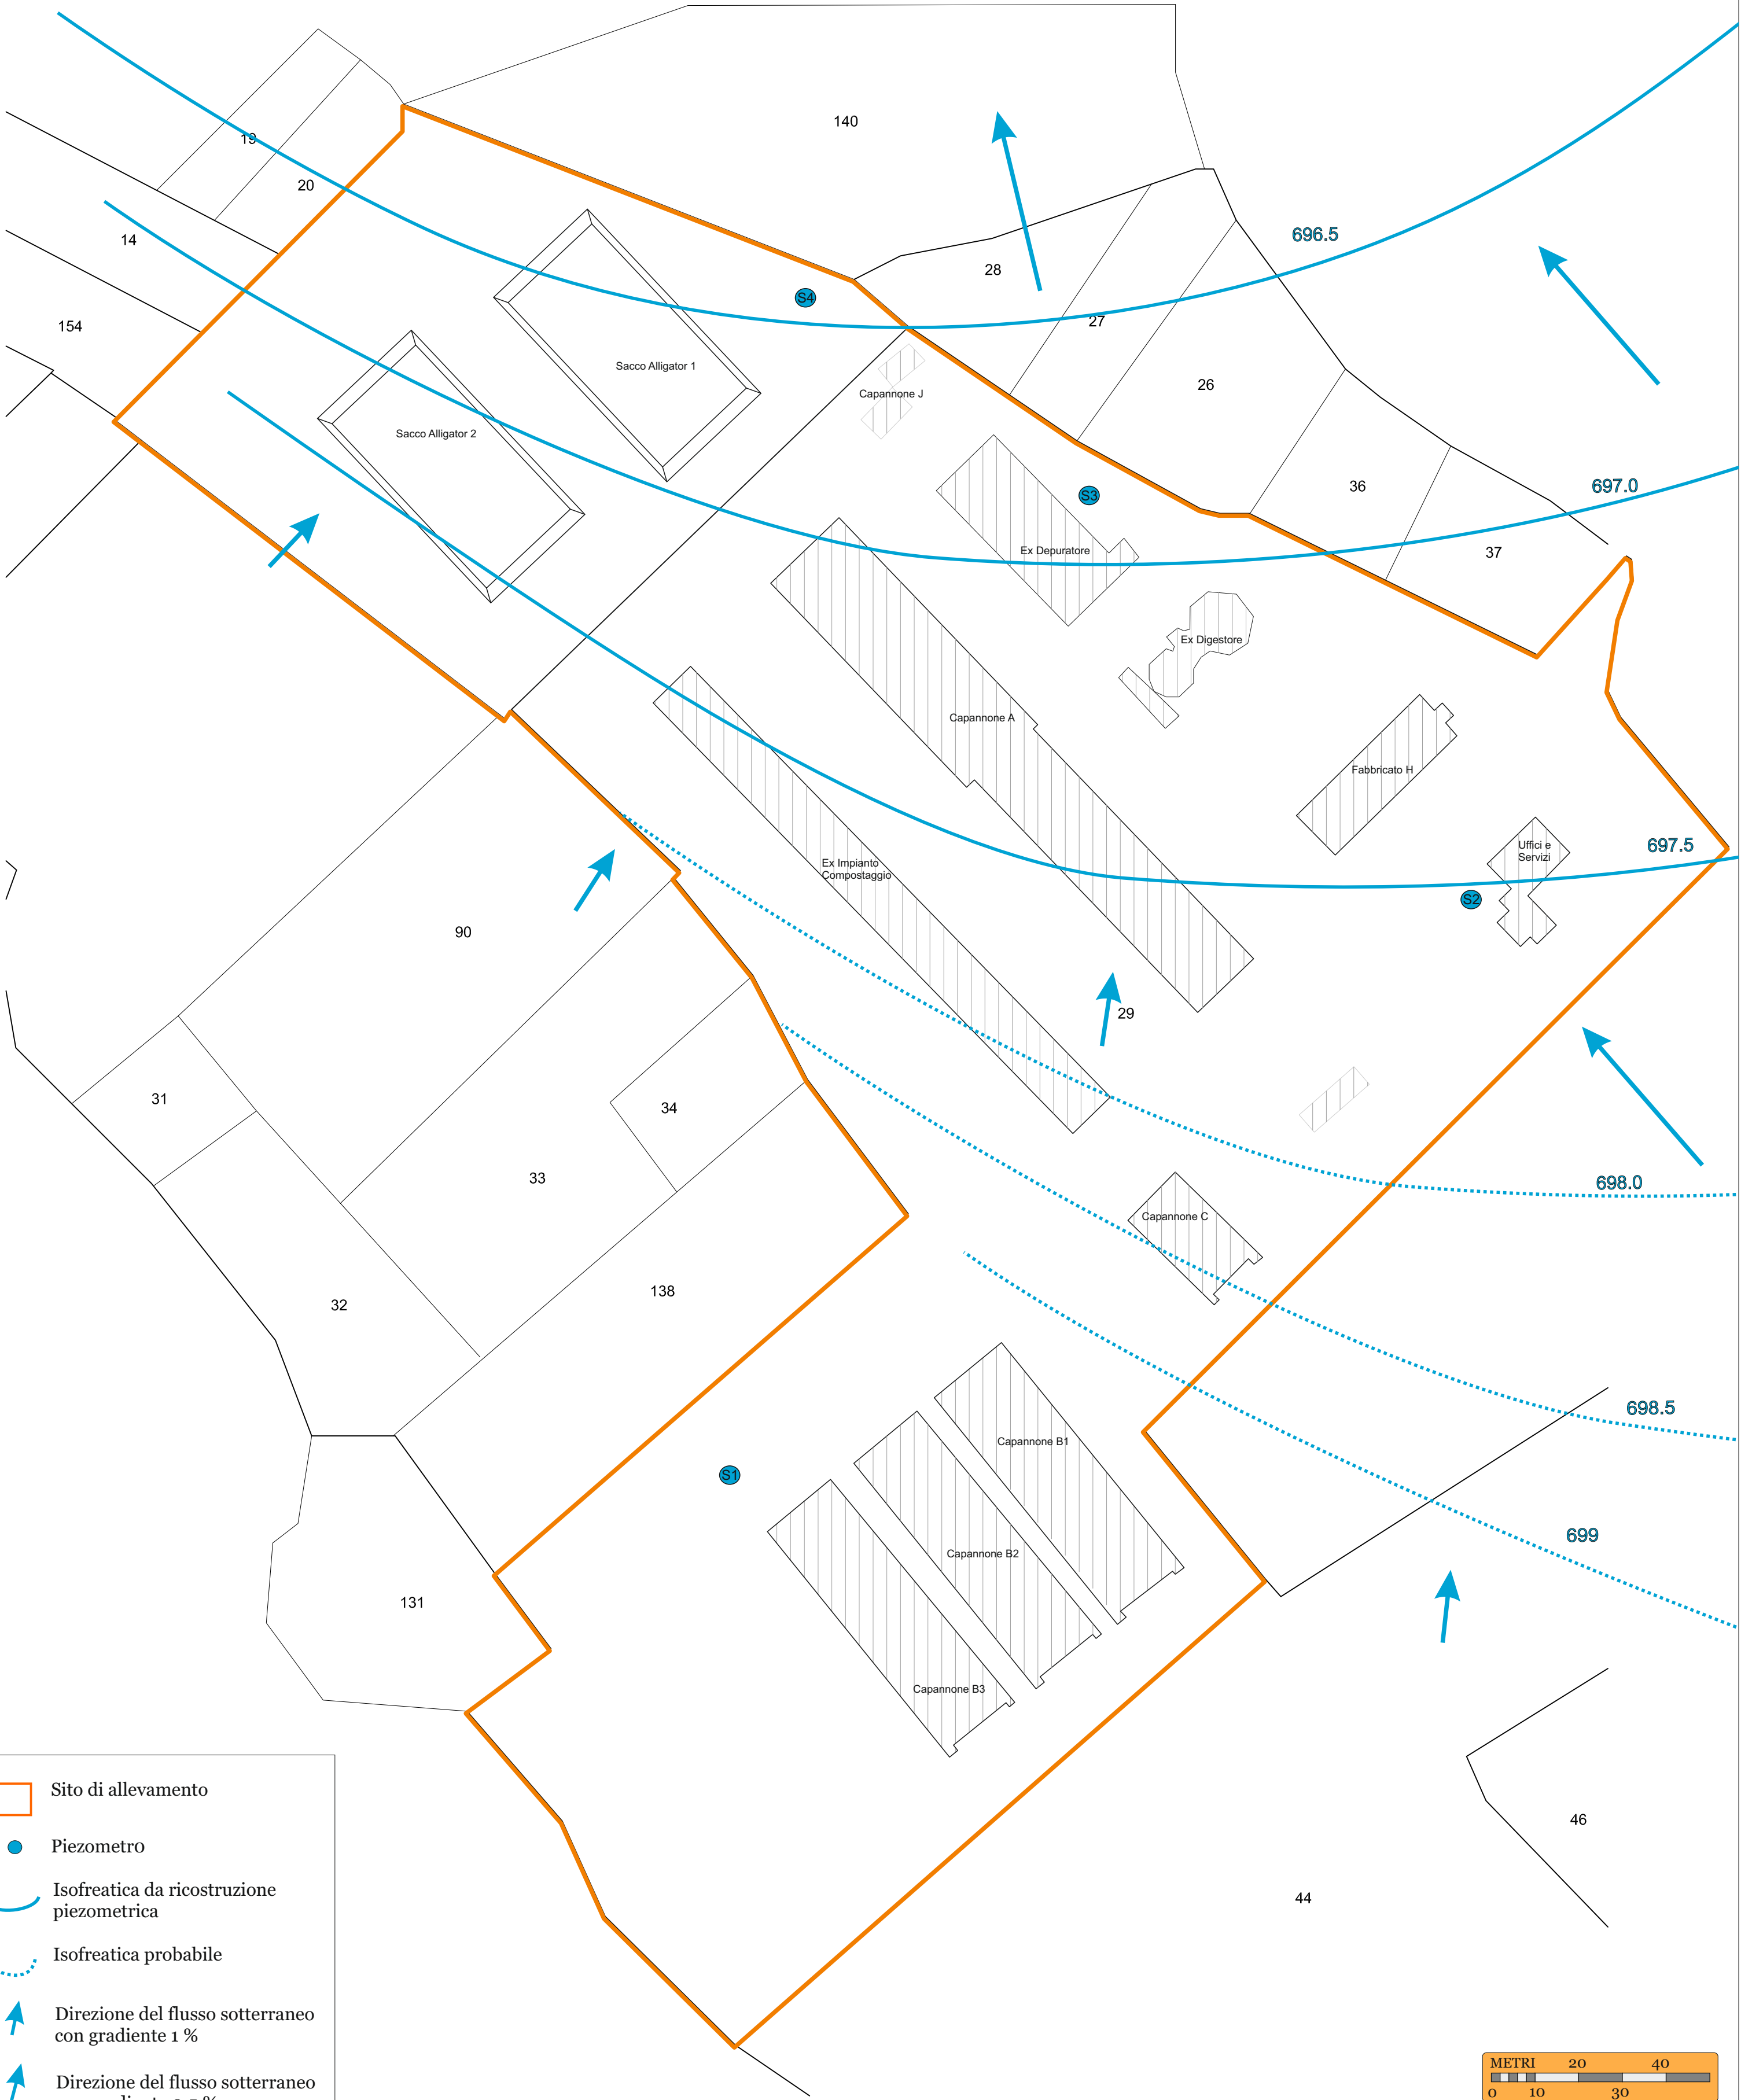 140
19
20
696.5
14
28
S4
27
154
Sacco Alligator 1
26
Capannone J
Sacco Alligator 2
36
697.0
S3
Ex Depuratore
37
Ex Digestore
Capannone A
Fabbricato H
Uffici e
Servizi
697.5
Ex Impianto
Compostaggio
S2
90
29
31
34
33
698.0
Capannone C
138
32
698.5
Capannone B1
S1
699
Capannone B2
131
Capannone B3
Sito di allevamento
46
Piezometro
Isofreatica da ricostruzione
piezometrica
44
Isofreatica probabile
Direzione del flusso sotterraneo
con gradiente 1 %
Direzione del flusso sotterraneo
METRI 20 40
0 10 30